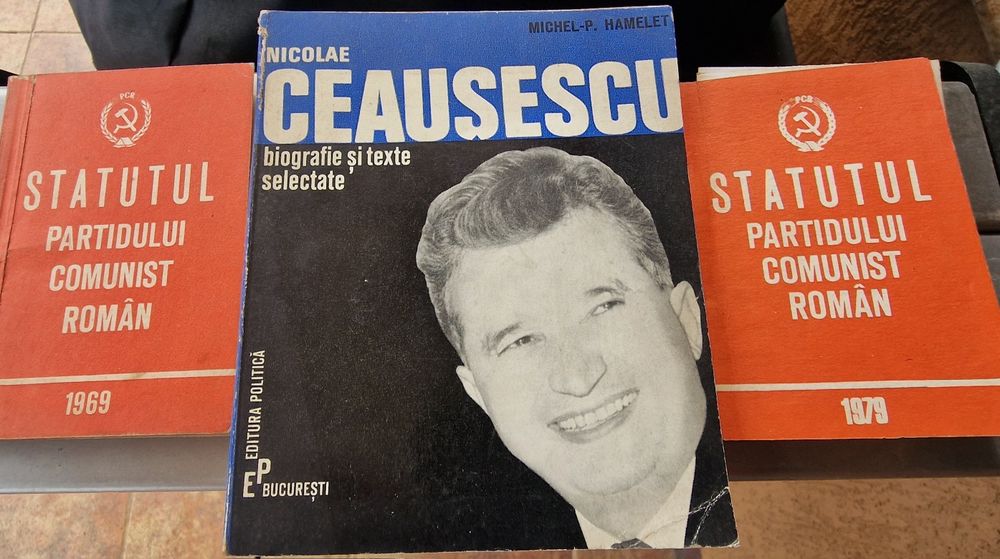 PCR
STATUTUL
PARTIDULUI
COMUNIST
ROMÂN
1969
MICHEL-P. HAMELET
NICOLAE
CEAUȘESCU
biografie și texte
selectate
EDITURA POLITICĂ
EP BUCUREȘTI
PCR
STATUTUL
PARTIDULUI
COMUNIST
ROMÂN
1979